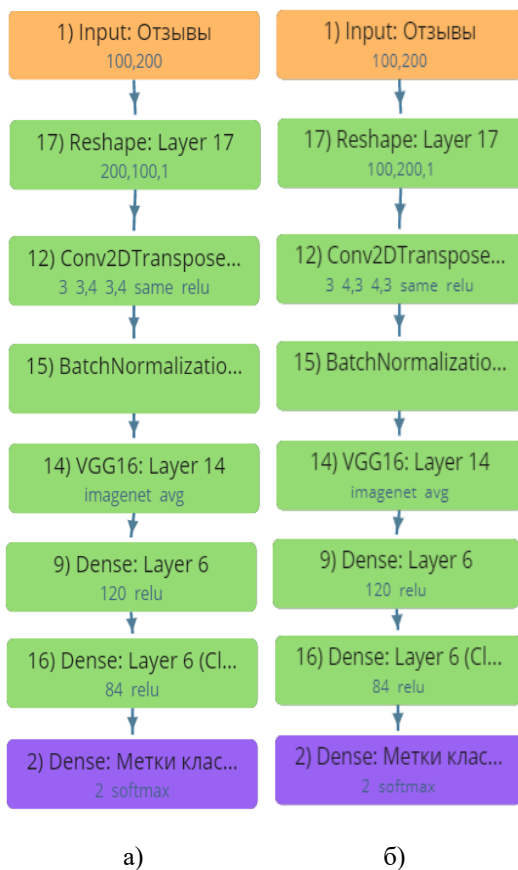 1) Input: Отзывы
100,200
17) Reshape: Layer 17
200,100,1
12) Conv2DTranspose...
3 3,4 3,4 same relu
15) BatchNormalizatio...
14) VGG16: Layer 14
imagenet avg
9) Dense: Layer 6
120 relu
16) Dense: Layer 6 (Cl...
84 relu
2) Dense: Метки клас...
2 softmax
а)
1) Input: Отзывы
100,200
17) Reshape: Layer 17
100,200,1
12) Conv2DTranspose...
3 4,3 4,3 same relu
15) BatchNormalizatio...
14) VGG16: Layer 14
imagenet avg
9) Dense: Layer 6
120 relu
16) Dense: Layer 6 (Cl...
84 relu
2) Dense: Метки клас...
2 softmax
б)